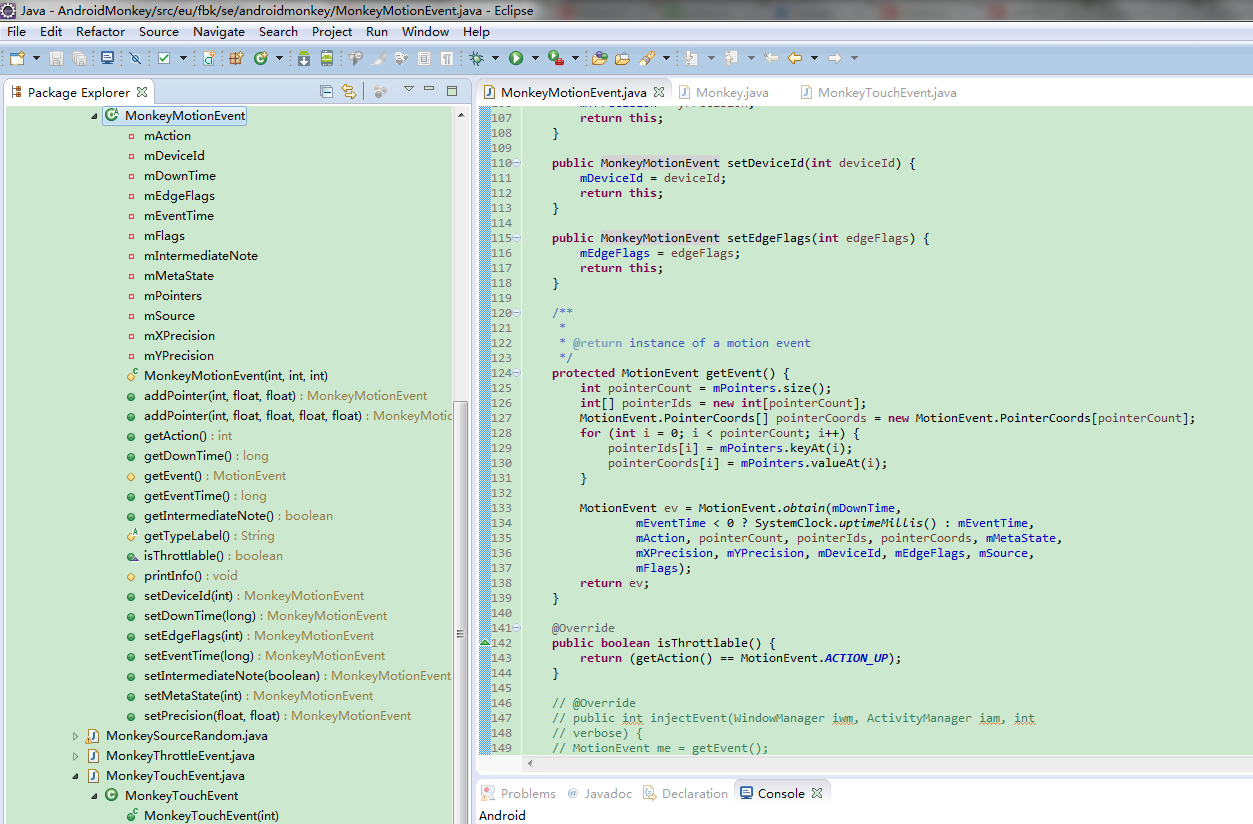 Java - AndroidMonkey/src/eu/fbk/se/androidmonkey/MonkeyMotionEvent.java - Eclipse
File Edit Refactor Source Navigate Search Project Run Window Help
Package Explorer
MonkeyMotionEvent
mAction
mDeviceId
mDownTime
mEdgeFlags
mEventTime
mFlags
mIntermediateNote
mMetaState
mPointers
mSource
mXPrecision
mYPrecision
MonkeyMotionEvent(int, int, int)
addPointer(int, float, float) : MonkeyMotionEvent
addPointer(int, float, float, float, float) : MonkeyMotic
getAction() : int
getDownTime() : long
getEvent() : MotionEvent
getEventTime() : long
getIntermediateNote() : boolean
getTypeLabel() : String
isThrottlable() : boolean
printInfo() : void
setDeviceId(int) : MonkeyMotionEvent
setDownTime(long) : MonkeyMotionEvent
setEdgeFlags(int) : MonkeyMotionEvent
setEventTime(long) : MonkeyMotionEvent
setIntermediateNote(boolean) : MonkeyMotionEvent
setMetaState(int) : MonkeyMotionEvent
setPrecision(float, float) : MonkeyMotionEvent
MonkeySourceRandom.java
MonkeyThrottleEvent.java
MonkeyTouchEvent.java
MonkeyTouchEvent
MonkeyTouchEvent(int)
MonkeyMotionEvent.java Monkey.java MonkeyTouchEvent.java
107 return this;
108 }
109
110 public MonkeyMotionEvent setDeviceId(int deviceId) {
111 mDeviceId = deviceId;
112 return this;
113 }
114
115 public MonkeyMotionEvent setEdgeFlags(int edgeFlags) {
116 mEdgeFlags = edgeFlags;
117 return this;
118 }
119
120 /**
121 *
122 * @return instance of a motion event
123 */
124 protected MotionEvent getEvent() {
125 int pointerCount = mPointers.size();
126 int[] pointerIds = new int[pointerCount];
127 MotionEvent.PointerCoords[] pointerCoords = new MotionEvent.PointerCoords[pointerCount];
128 for (int i = 0; i < pointerCount; i++) {
129 pointerIds[i] = mPointers.keyAt(i);
130 pointerCoords[i] = mPointers.valueAt(i);
131 }
132
133 MotionEvent ev = MotionEvent.obtain(mDownTime,
134 mEventTime < 0 ? SystemClock.uptimeMillis() : mEventTime,
135 mAction, pointerCount, pointerIds, pointerCoords, mMetaState,
136 mXPrecision, mYPrecision, mDeviceId, mEdgeFlags, mSource,
137 mFlags);
138 return ev;
139 }
140
141 @Override
142 public boolean isThrottlable() {
143 return (getAction() == MotionEvent.ACTION_UP);
144 }
145
146 // @Override
147 // public int injectEvent(WindowManager iwm, ActivityManager iam, int
148 // verbose) {
149 // MotionEvent me = getEvent();
Problems @ Javadoc Declaration Console
Android